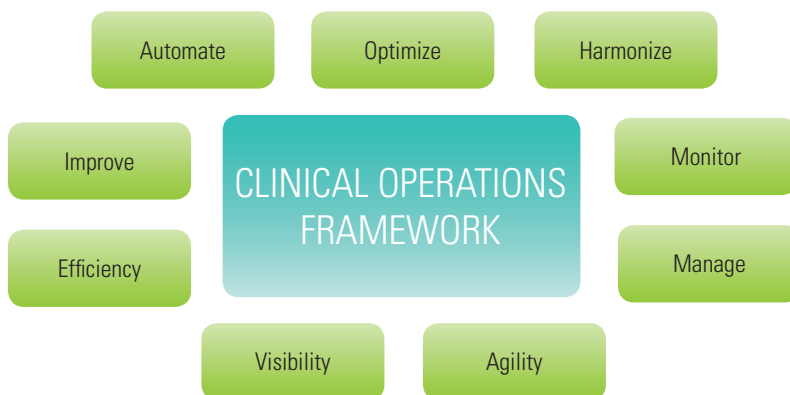 Automate
Optimize
Harmonize
Improve
CLINICAL OPERATIONS
FRAMEWORK
Monitor
Efficiency
Manage
Visibility
Agility